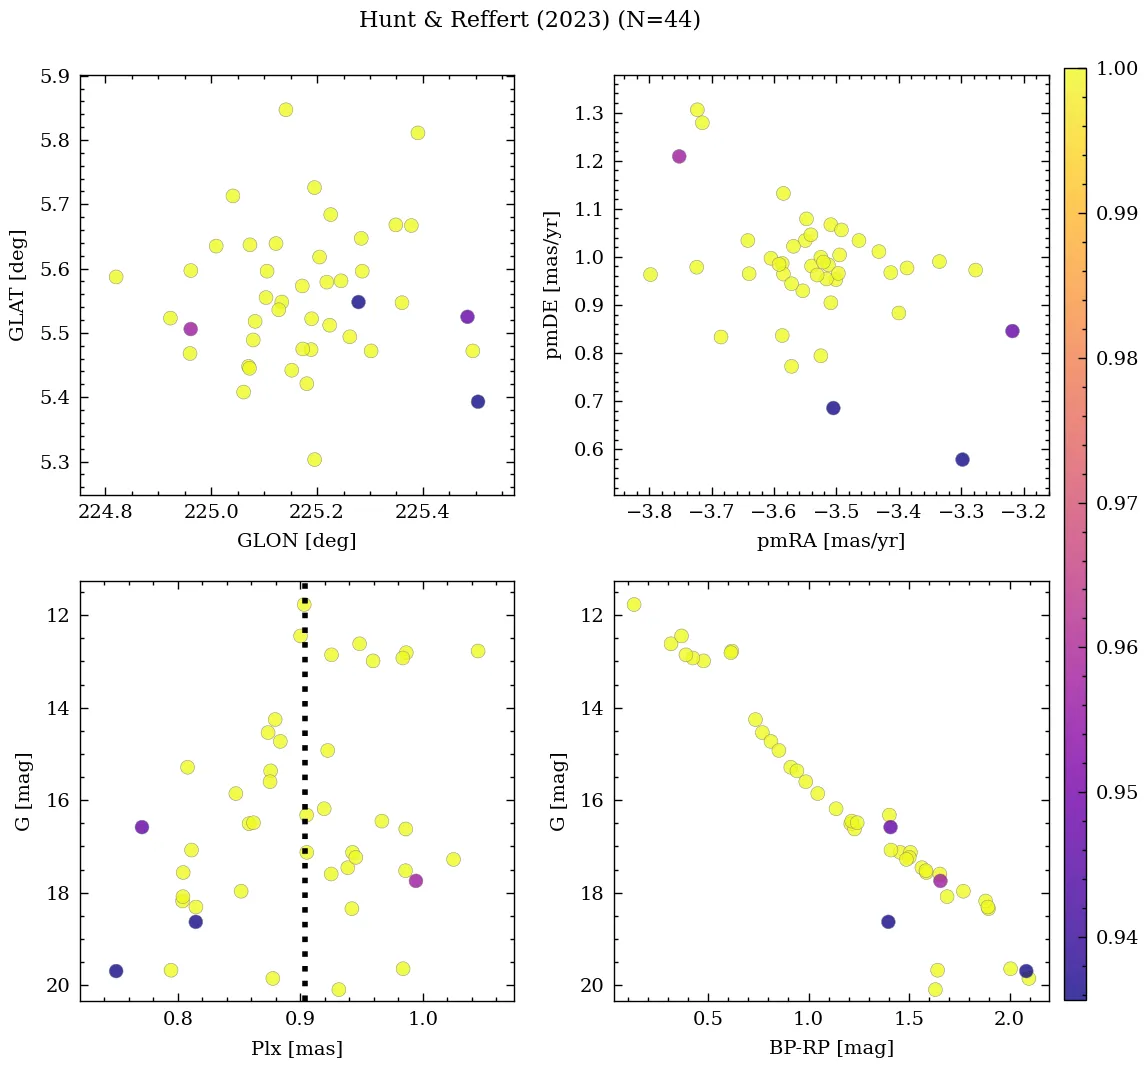 Hunt & Reffert (2023) (N=44)
5.9
5.8
5.7
5.6
5.5
5.4
5.3
GLAT [deg]
224.8 225.0 225.2 225.4
GLON [deg]
1.3
1.2
1.1
1.0
0.9
0.8
0.7
0.6
pmDE [mas/yr]
−3.8 −3.7 −3.6 −3.5 −3.4 −3.3 −3.2
pmRA [mas/yr]
1.00
0.99
0.98
0.97
0.96
0.95
0.94
12
14
16
18
20
G [mag]
0.8 0.9 1.0
Plx [mas]
12
14
16
18
20
G [mag]
0.5 1.0 1.5 2.0
BP-RP [mag]